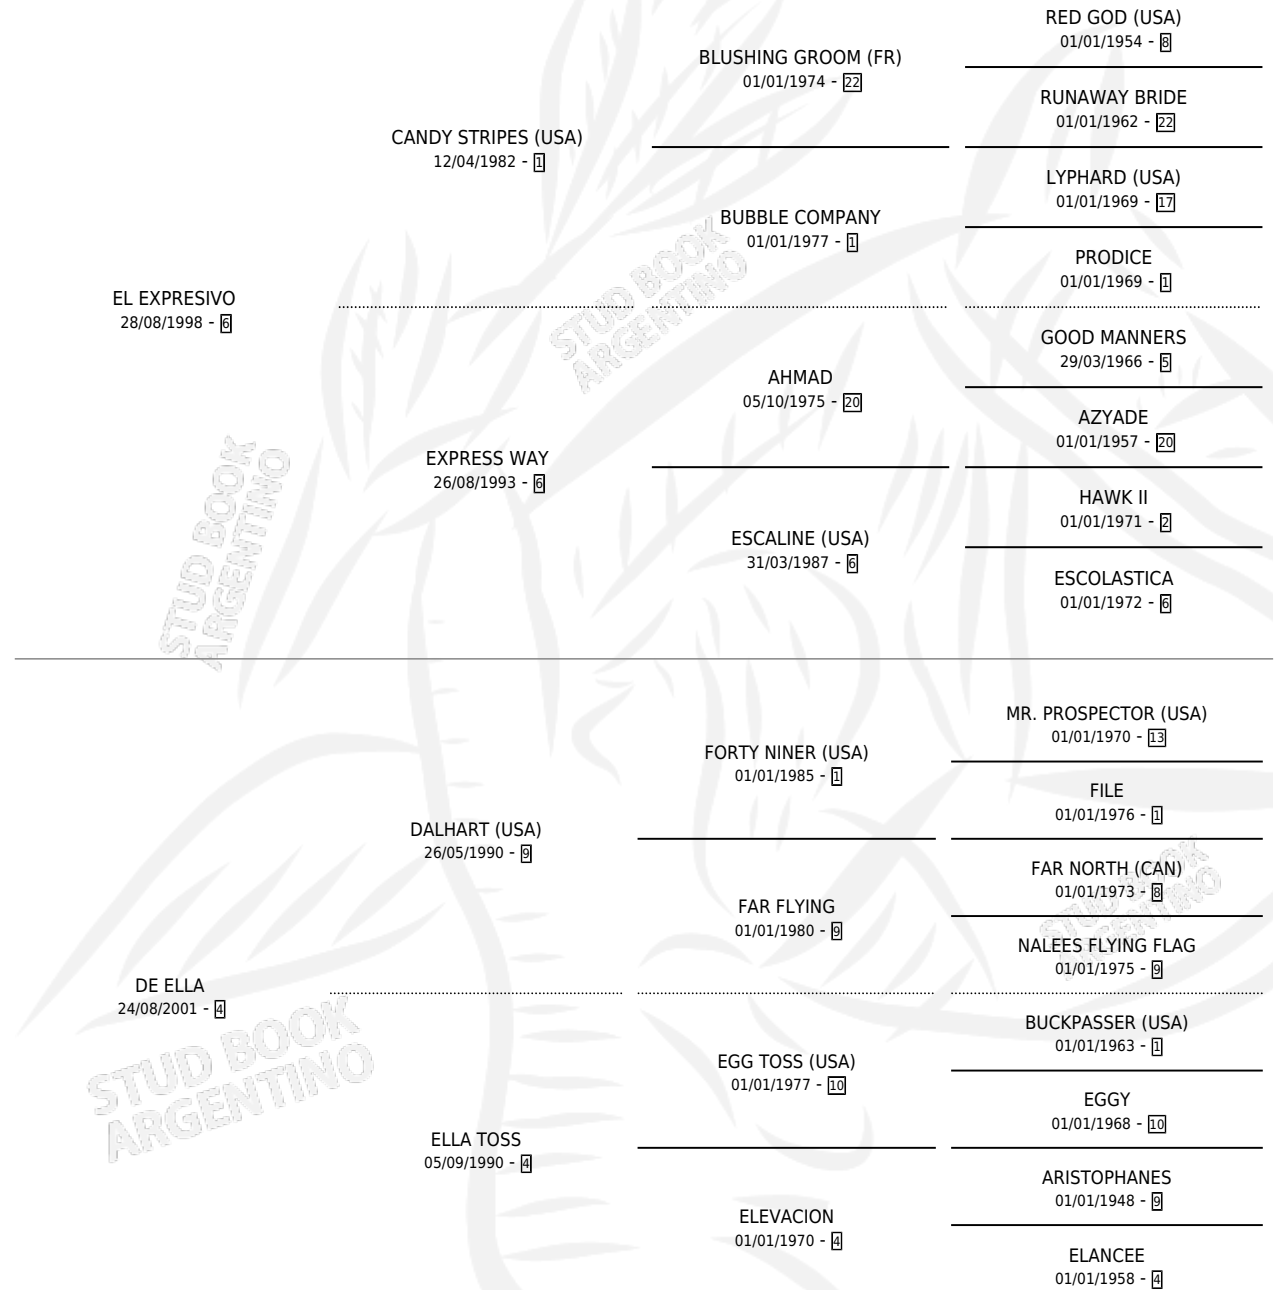 RED GOD (USA)
01/01/1954 - 8
BLUSHING GROOM (FR)
01/01/1974 - 22
RUNAWAY BRIDE
01/01/1962 - 22
CANDY STRIPES (USA)
12/04/1982 - 1
LYPHARD (USA)
01/01/1969 - 17
BUBBLE COMPANY
01/01/1977 - 1
PRODICE
01/01/1969 - 1
EL EXPRESIVO
28/08/1998 - 6
GOOD MANNERS
29/03/1966 - 5
AHMAD
05/10/1975 - 20
AZYADE
01/01/1957 - 20
EXPRESS WAY
26/08/1993 - 6
HAWK II
01/01/1971 - 2
ESCALINE (USA)
31/03/1987 - 6
ESCOLASTICA
01/01/1972 - 6
MR. PROSPECTOR (USA)
01/01/1970 - 13
FORTY NINER (USA)
01/01/1985 - 1
FILE
01/01/1976 - 1
DALHART (USA)
26/05/1990 - 9
FAR NORTH (CAN)
01/01/1973 - 8
FAR FLYING
01/01/1980 - 9
NALEES FLYING FLAG
01/01/1975 - 9
DE ELLA
24/08/2001 - 4
BUCKPASSER (USA)
01/01/1963 - 1
EGG TOSS (USA)
01/01/1977 - 10
EGGY
01/01/1968 - 10
ELLA TOSS
05/09/1990 - 4
ARISTOPHANES
01/01/1948 - 9
ELEVACION
01/01/1970 - 4
ELANCEE
01/01/1958 - 4
STUD BOOK
ARGENTINO
STUD BOOK
ARGENTINO
STUD BOOK
ARGENTINO
STUD BOOK
ARGENTINO